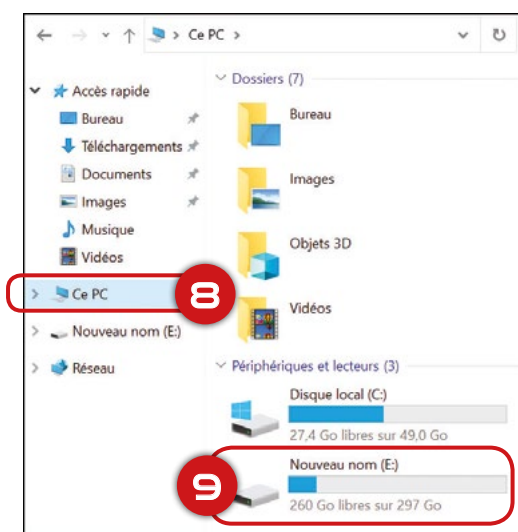 Ce PC
Accès rapide
Bureau
Téléchargements
Documents
Images
Musique
Vidéos
Ce PC
8
Nouveau nom (E:)
Réseau
Dossiers (7)
Bureau
Images
Objets 3D
Vidéos
Périphériques et lecteurs (3)
Disque local (C:)
27,4 Go libres sur 49,0 Go
9
Nouveau nom (E:)
260 Go libres sur 297 Go